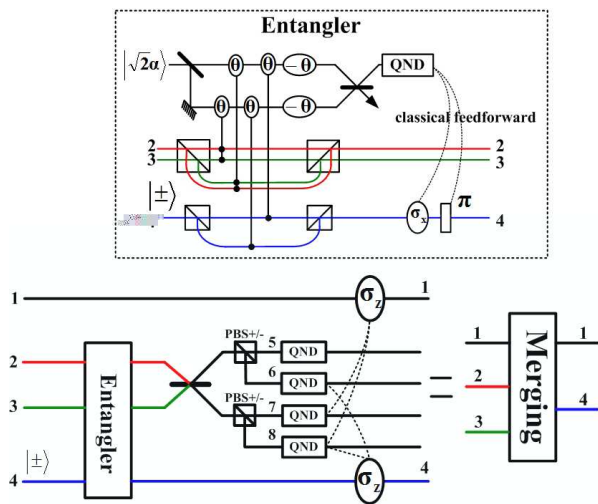 Entangler
|√2α⟩ θ θ −θ QND
θ θ −θ
classical feedforward
2 2
3 3
|±⟩ σx π 4
1 σz 1
PBS+/- 5 QND
2 Entangler 6 QND
PBS+/- 7 QND
3 8 QND
|±⟩
4 σz 4
=
1 Merging 1
2 4
3